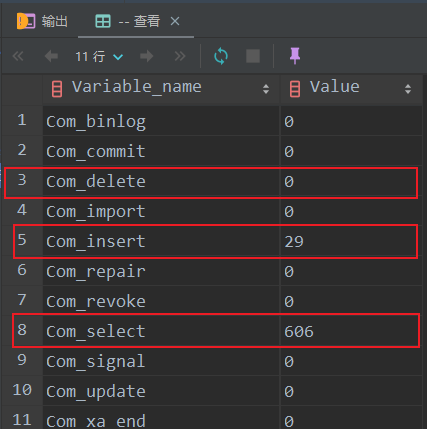 输出 -- 查看
11 行
Variable_name Value
1 Com_binlog 0
2 Com_commit 0
3 Com_delete 0
4 Com_import 0
5 Com_insert 29
6 Com_repair 0
7 Com_revoke 0
8 Com_select 606
9 Com_signal 0
10 Com_update 0
11 Com_xa_end 0